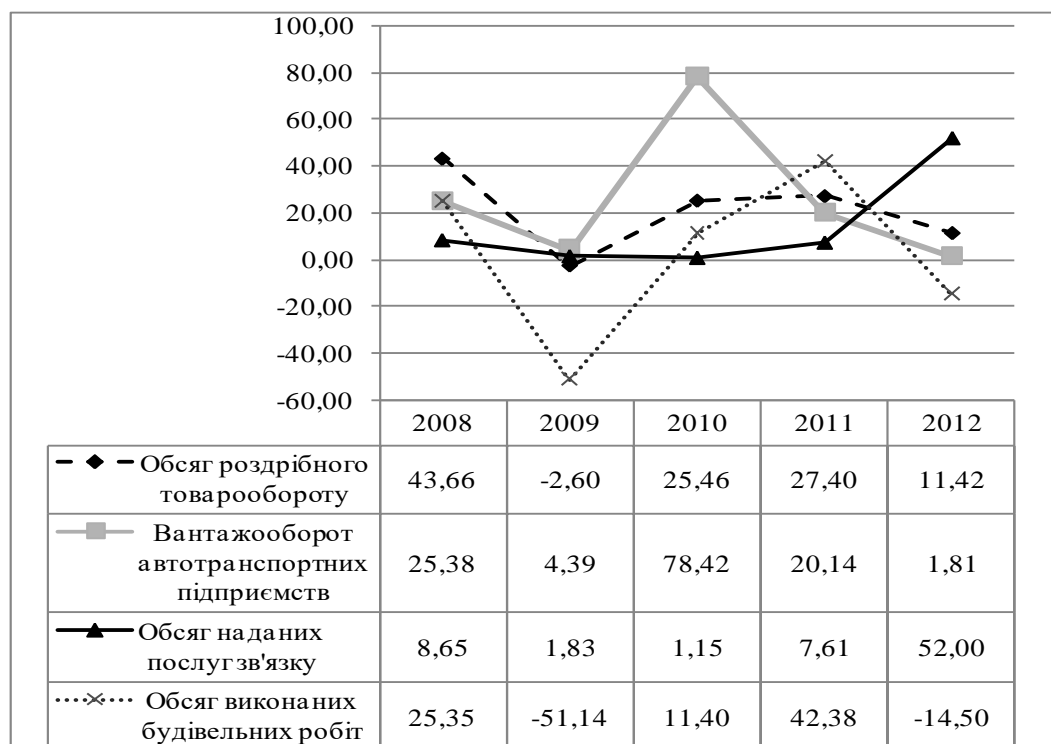 100,00
80,00
60,00
40,00
20,00
0,00
-20,00
-40,00
-60,00
2008 2009 2010 2011 2012
Обсяг роздрібного
товарообороту
43,66 -2,60 25,46 27,40 11,42
Вантажооборот
автотранспортних
підприємств
25,38 4,39 78,42 20,14 1,81
Обсяг наданих
послуг зв'язку
8,65 1,83 1,15 7,61 52,00
Обсяг виконаних
будівельних робіт
25,35 -51,14 11,40 42,38 -14,50